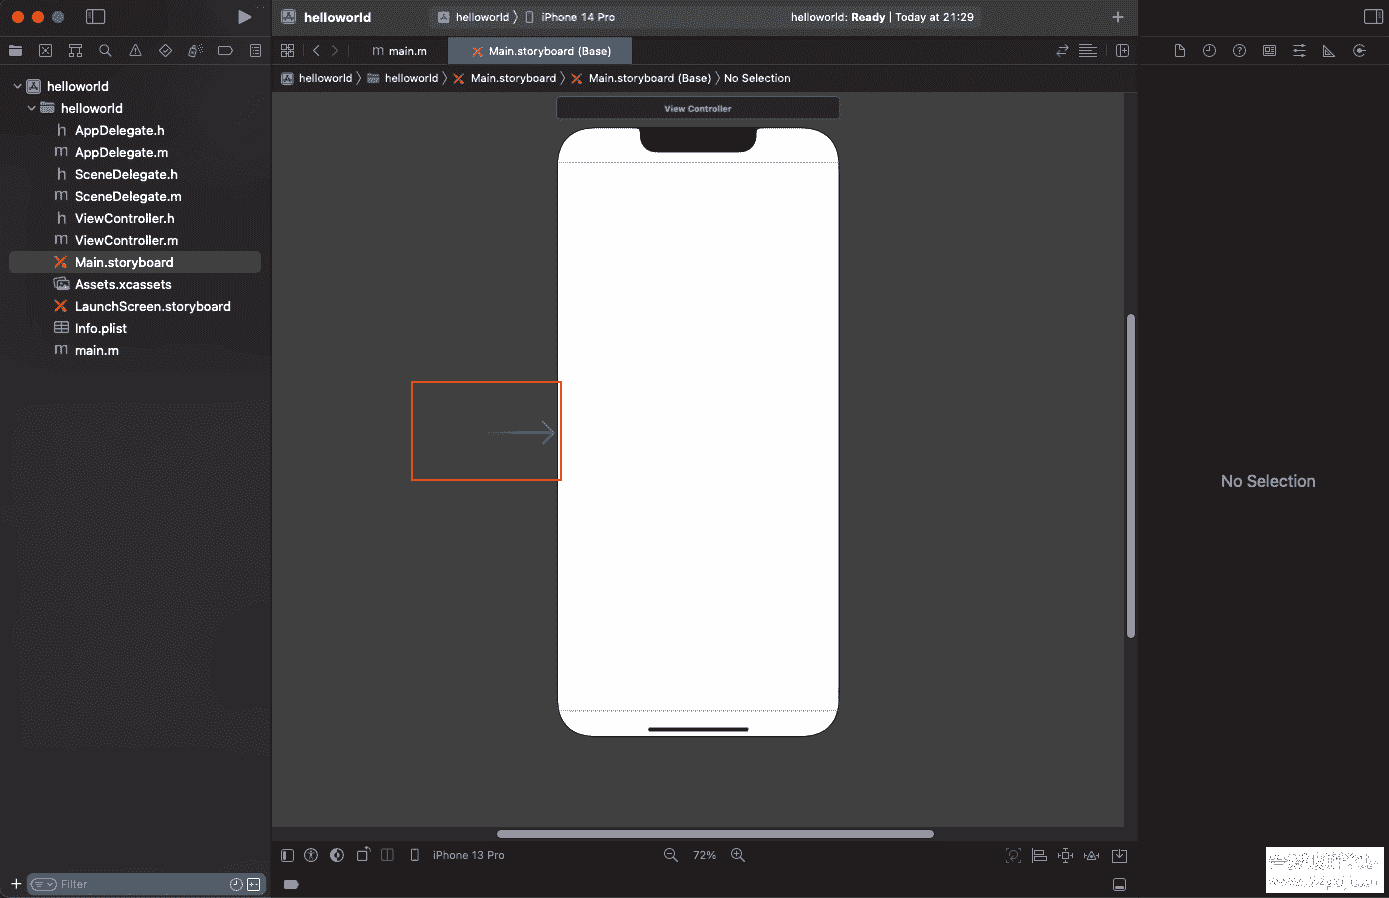 helloworld
helloworld
iPhone 14 Pro
helloworld: Ready | Today at 21:29
main.m
Main.storyboard (Base)
helloworld
helloworld
Main.storyboard
Main.storyboard (Base)
No Selection
helloworld
helloworld
h AppDelegate.h
m AppDelegate.m
h SceneDelegate.h
m SceneDelegate.m
h ViewController.h
m ViewController.m
Main.storyboard
Assets.xcassets
LaunchScreen.storyboard
Info.plist
m main.m
View Controller
No Selection
iPhone 13 Pro
72%
Filter